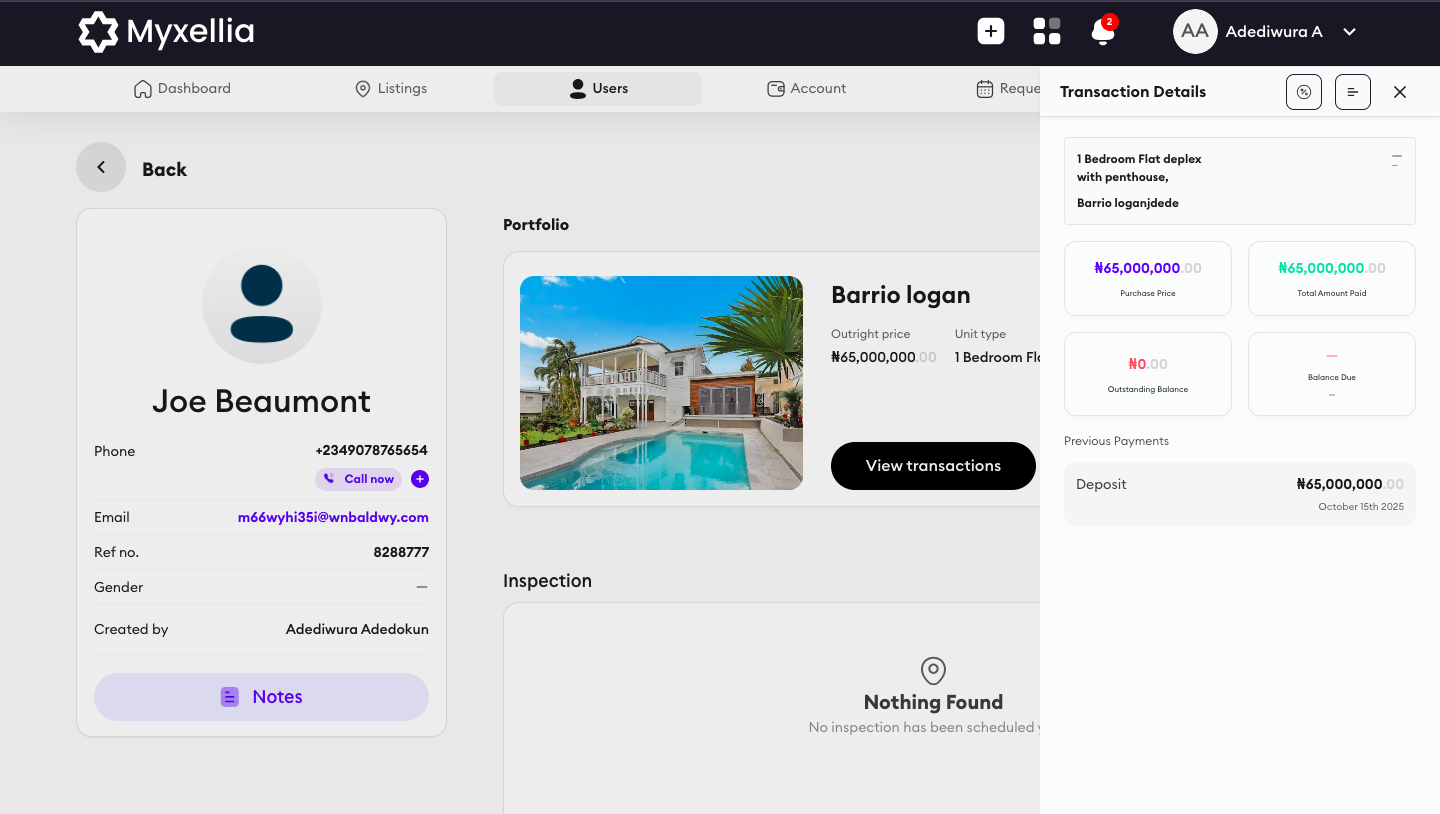 Myxellia
2
AA
Adediwura A
Dashboard
Listings
Users
Account
Reque
Back
Joe Beaumont
Phone
+2349078765654
Call now
Email
m66wyhi35i@wnbaldwy.com
Ref no.
8288777
Gender
—
Created by
Adediwura Adedokun
Notes
Portfolio
Barrio logan
Outright price
Unit type
₦65,000,000.00
1 Bedroom Fla
View transactions
Inspection
Nothing Found
No inspection has been scheduled y
Transaction Details
1 Bedroom Flat deplex
with penthouse,
Barrio loganjdede
—
–
₦65,000,000.00
Purchase Price
₦65,000,000.00
Total Amount Paid
₦0.00
Outstanding Balance
—
Balance Due
–
Previous Payments
Deposit
₦65,000,000.00
October 15th 2025